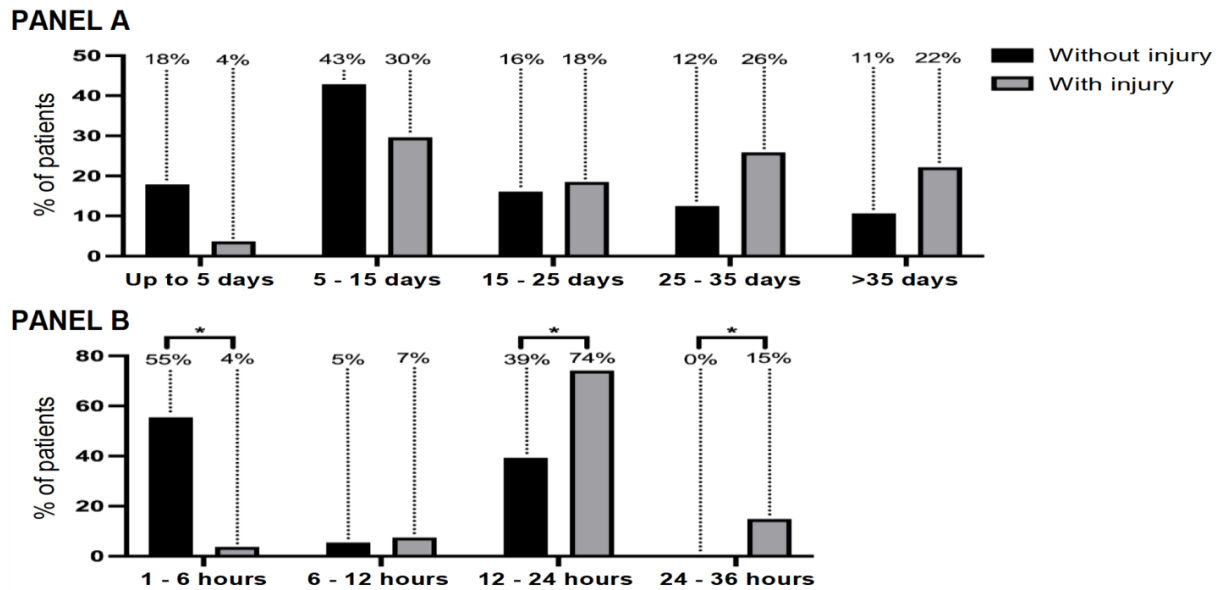 PANEL A
18% 4% 43% 30% 16% 18% 12% 26% 11% 22%
Without injury
With injury
% of patients
50
40
30
20
10
0
Up to 5 days 5 - 15 days 15 - 25 days 25 - 35 days >35 days
PANEL B
* * *
55% 4% 5% 7% 39% 74% 0% 15%
% of patients
80
60
40
20
0
1 - 6 hours 6 - 12 hours 12 - 24 hours 24 - 36 hours